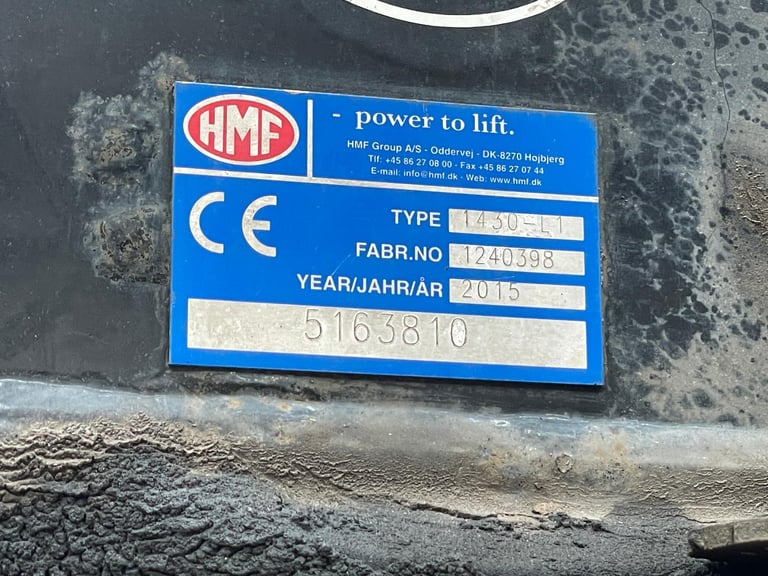 HMF
- power to lift.
HMF Group A/S - Oddervej - DK-8270 Højbjerg
Tlf: +45 86 27 08 00 - Fax +45 86 27 07 44
E-mail: info@hmf.dk - Web: www.hmf.dk
CE
TYPE 1430-L1
FABR.NO 1240398
YEAR/JAHR/ÅR 2015
5163810